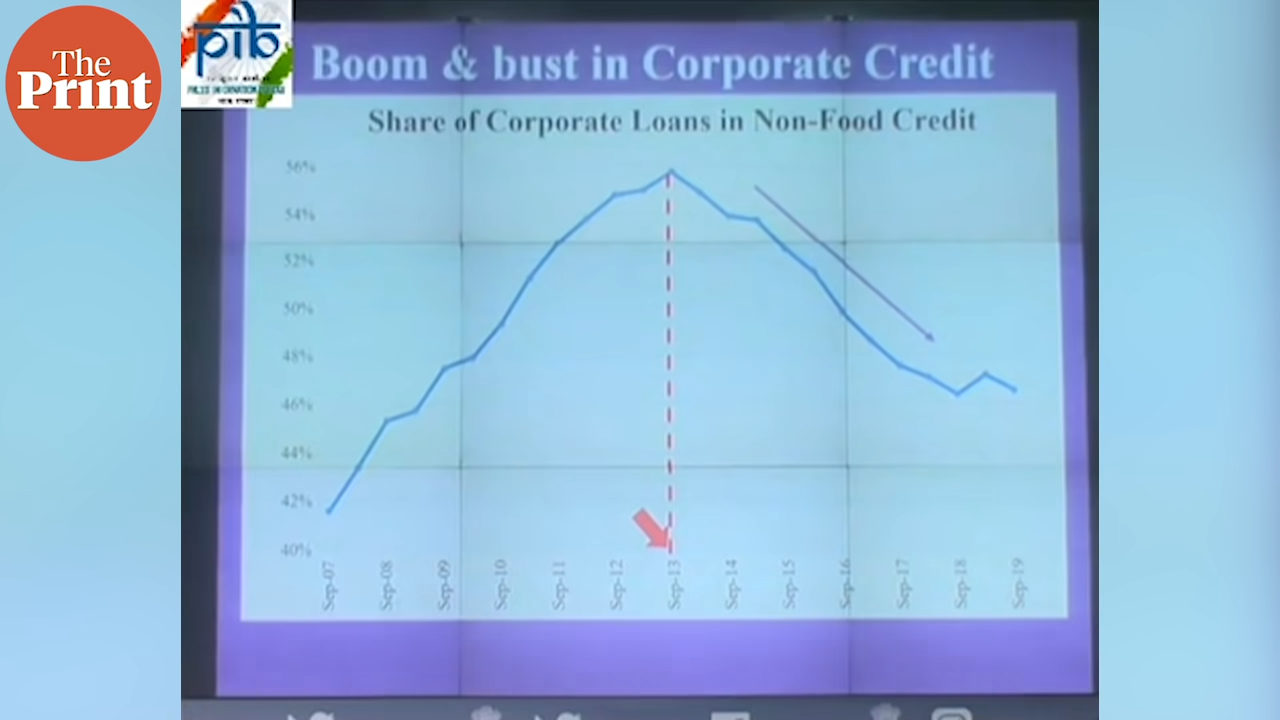 The
Print
pib
Boom & bust in Corporate Credit
Share of Corporate Loans in Non-Food Credit
56%
54%
52%
50%
48%
46%
44%
42%
40%
Sep-07
Sep-08
Sep-09
Sep-10
Sep-11
Sep-12
Sep-13
Sep-14
Sep-15
Sep-16
Sep-17
Sep-18
Sep-19